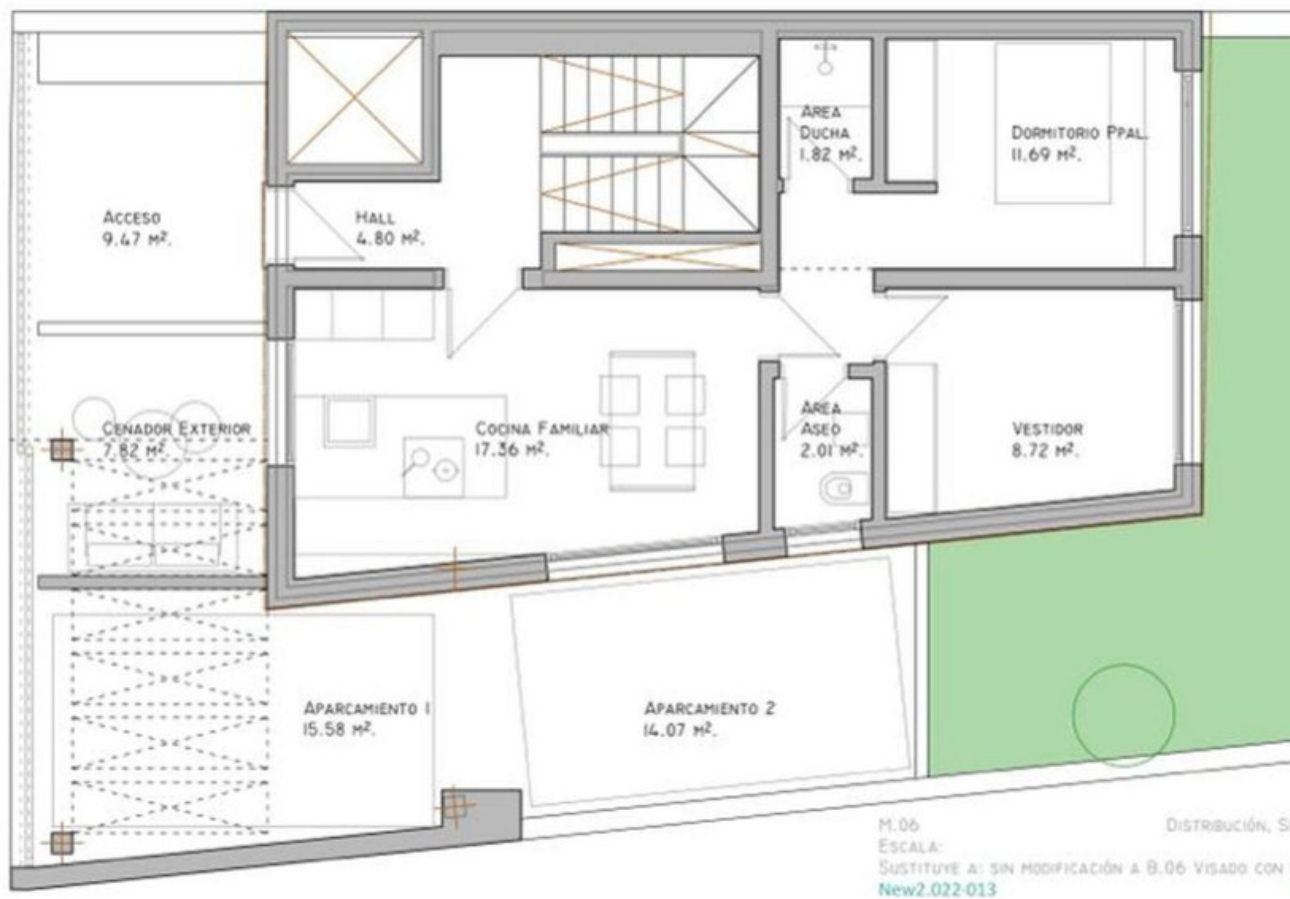 AREA
DUCHA
1.82 M².
DORMITORIO PPAL.
11.69 M².
ACCESO
9.47 M².
HALL
4.80 M².
CENADOR EXTERIOR
7.82 M².
COCINA FAMILIAR
17.36 M².
AREA
ASEO
2.01 M².
VESTIDOR
8.72 M².
APARCAMIENTO 1
15.58 M².
APARCAMIENTO 2
14.07 M².
M.06 DISTRIBUCIÓN,
ESCALA:
SUSTITUYE A: SIN MODIFICACIÓN A B.06 VISADO CON
New2.022-013